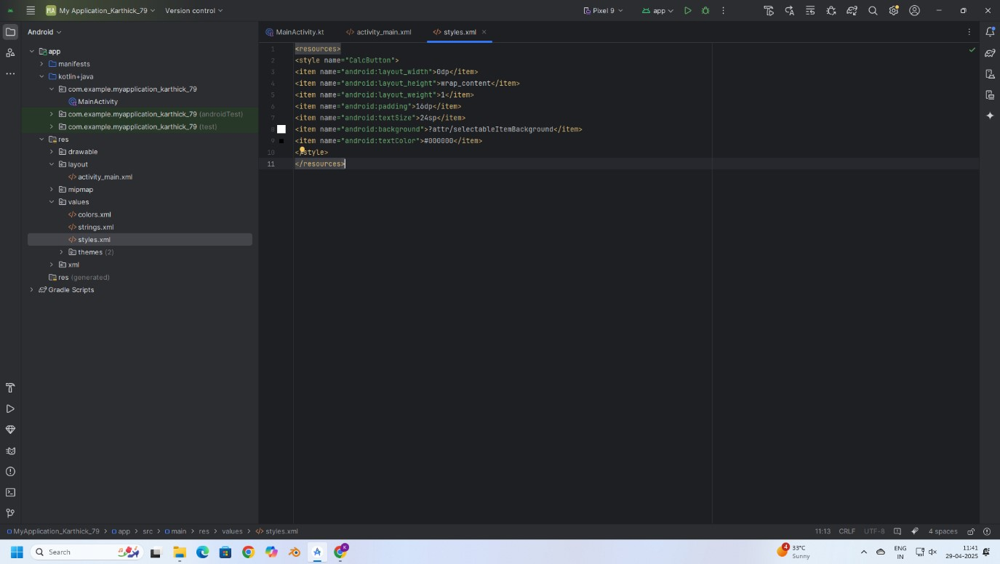 MA My Application_Karthick_79 Version control Pixel 9 app
Android
MainActivity.kt activity_main.xml styles.xml
app
manifests
kotlin+java
com.example.myapplication_karthick_79
MainActivity
com.example.myapplication_karthick_79 (androidTest)
com.example.myapplication_karthick_79 (test)
res
drawable
layout
activity_main.xml
mipmap
values
colors.xml
strings.xml
styles.xml
themes (2)
xml
res (generated)
Gradle Scripts
1 <resources>
2 <style name="CalcButton">
3 <item name="android:layout_width">0dp</item>
4 <item name="android:layout_height">wrap_content</item>
5 <item name="android:layout_weight">1</item>
6 <item name="android:padding">16dp</item>
7 <item name="android:textSize">24sp</item>
8 <item name="android:background">?attr/selectableItemBackground</item>
9 <item name="android:textColor">#000000</item>
10 </style>
11 </resources>
MyApplication_Karthick_79 > app > src > main > res > values > styles.xml 11:13 CRLF UTF-8 4 spaces
Search K 4 33°C ENG 11:41
Sunny IN 29-04-2025